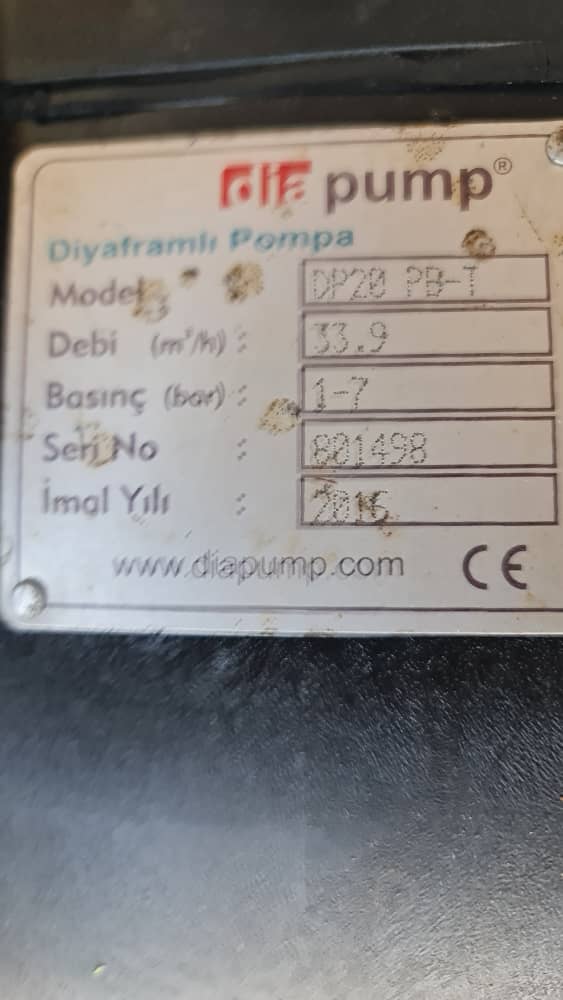 dia pump®
Diyaframlı Pompa
Model : DP20 PB-T
Debi (m³/h) : 33.9
Basınç (bar) : 1-7
Seri No : 801498
İmal Yılı :
www.diapump.com CE